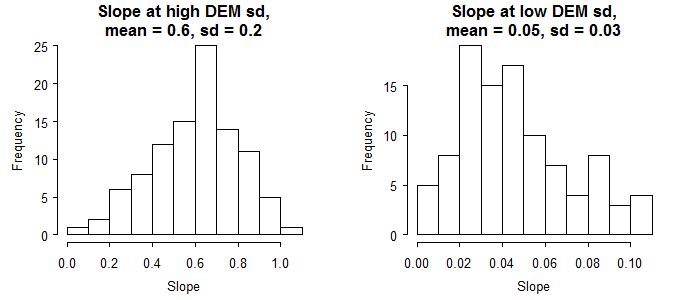 Slope at high DEM sd,
mean = 0.6, sd = 0.2
25
20
15
10
5
0
Frequency
0.0 0.2 0.4 0.6 0.8 1.0
Slope
Slope at low DEM sd,
mean = 0.05, sd = 0.03
15
10
5
0
Frequency
0.00 0.02 0.04 0.06 0.08 0.10
Slope